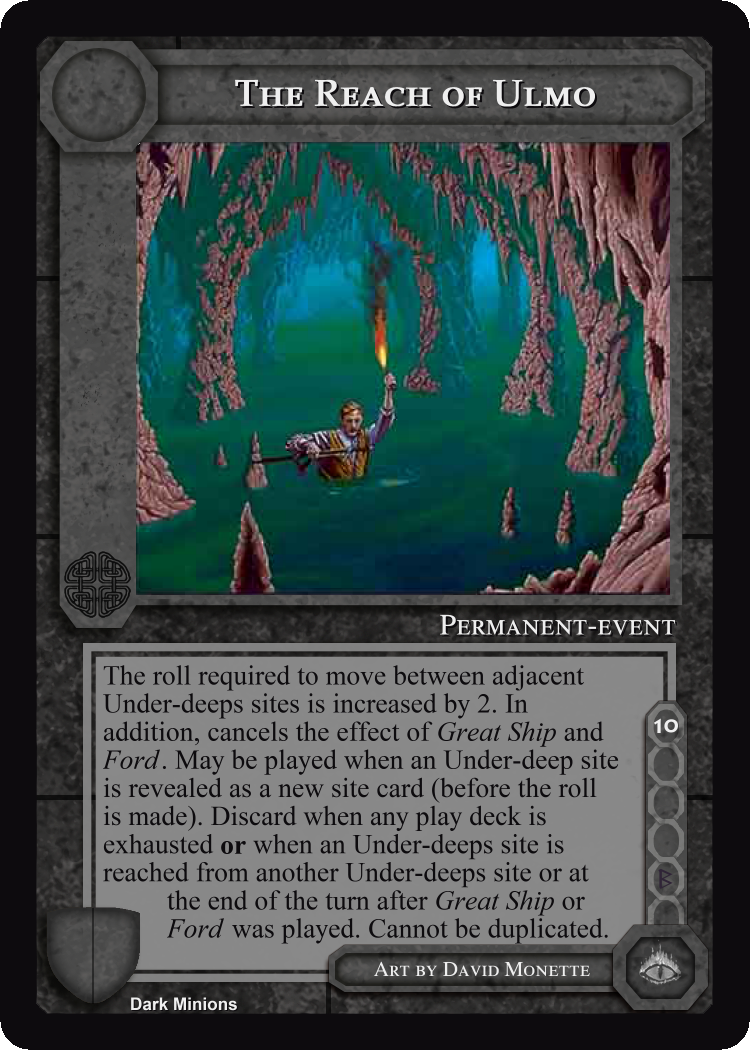 The Reach of Ulmo
Permanent-event
The roll required to move between adjacent
Under-deeps sites is increased by 2. In
addition, cancels the effect of Great Ship and
Ford. May be played when an Under-deep site
is revealed as a new site card (before the roll
is made). Discard when any play deck is
exhausted or when an Under-deeps site is
reached from another Under-deeps site or at
the end of the turn after Great Ship or
Ford was played. Cannot be duplicated.
10
B
Art by David Monette
Dark Minions